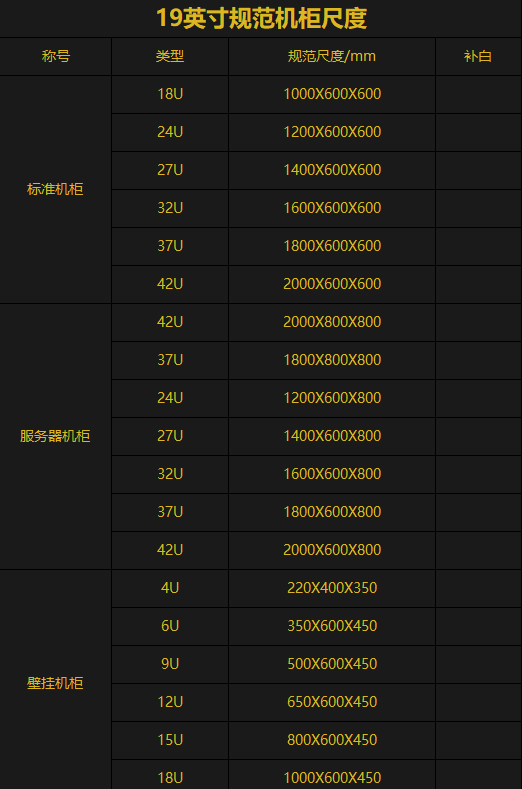 19英寸规范机柜尺度
称号 类型 规范尺度/mm 补白
标准机柜
18U 1000X600X600
24U 1200X600X600
27U 1400X600X600
32U 1600X600X600
37U 1800X600X600
42U 2000X600X600
服务器机柜
42U 2000X800X800
37U 1800X800X800
24U 1200X600X800
27U 1400X600X800
32U 1600X600X800
37U 1800X600X800
42U 2000X600X800
壁挂机柜
4U 220X400X350
6U 350X600X450
9U 500X600X450
12U 650X600X450
15U 800X600X450
18U 1000X600X450